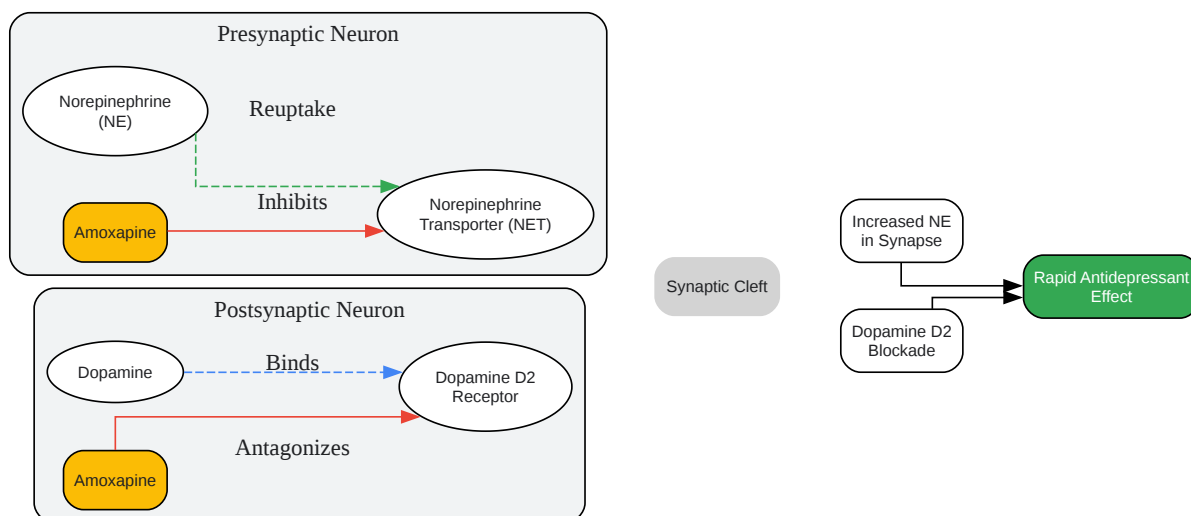 Presynaptic Neuron
Norepinephrine
(NE)
Reuptake
Inhibits
Amoxapine
Norepinephrine
Transporter (NET)
Postsynaptic Neuron
Dopamine
Binds
Dopamine D2
Receptor
Antagonizes
Amoxapine
Synaptic Cleft
Increased NE
in Synapse
Dopamine D2
Blockade
Rapid Antidepressant
Effect